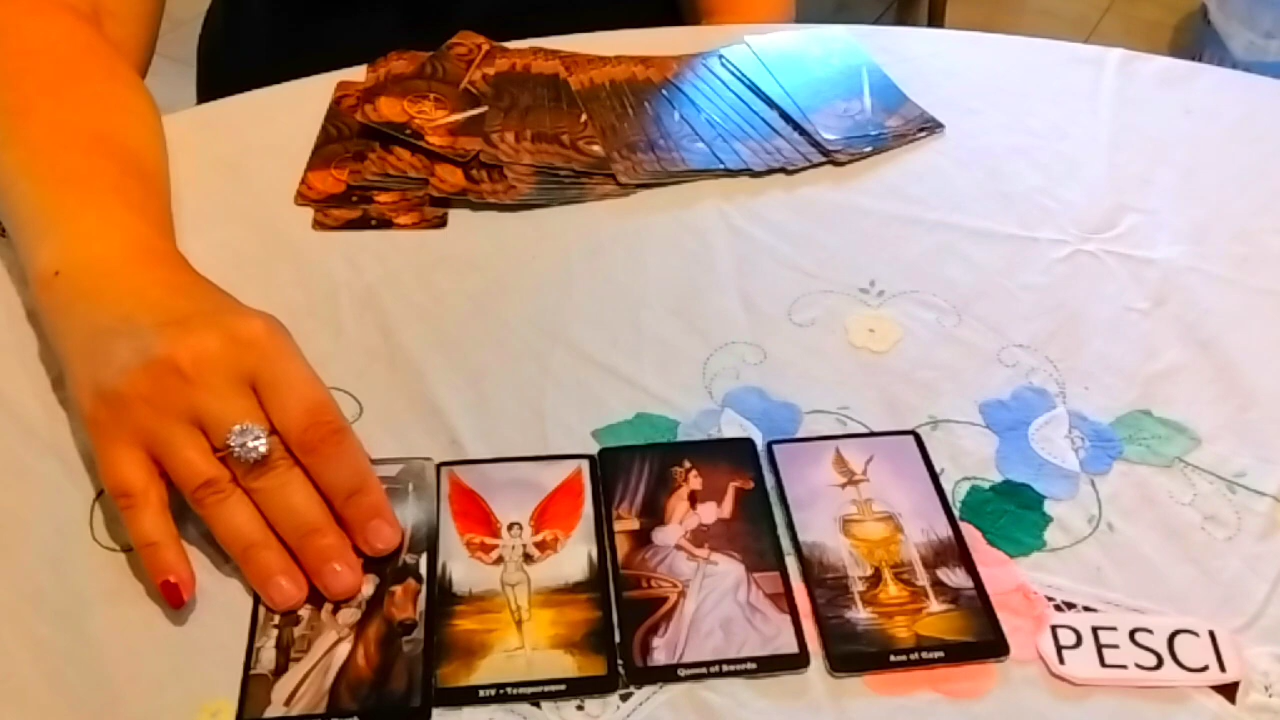 XIV • Temperance
Queen of Swords
Ace of Cups
PESCI